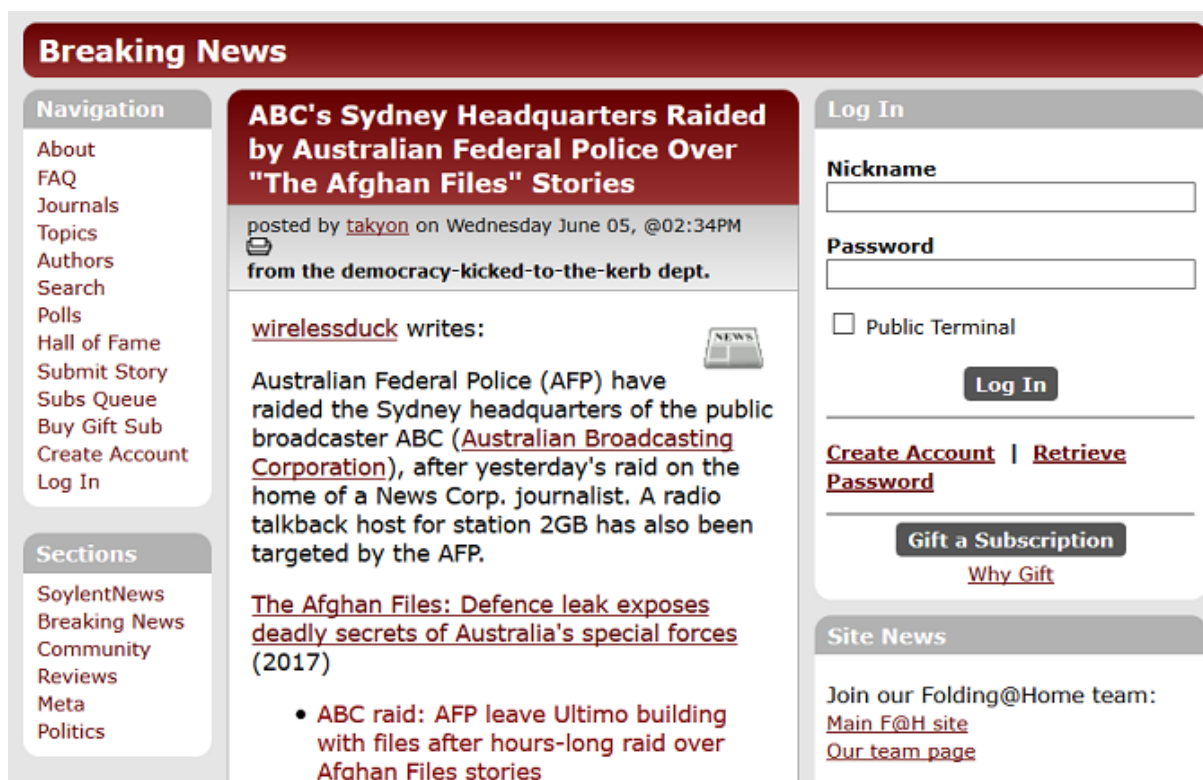 Breaking News
Navigation
About
FAQ
Journals
Topics
Authors
Search
Polls
Hall of Fame
Submit Story
Subs Queue
Buy Gift Sub
Create Account
Log In
Sections
SoylentNews
Breaking News
Community
Reviews
Meta
Politics
ABC's Sydney Headquarters Raided
by Australian Federal Police Over
"The Afghan Files" Stories
posted by takyon on Wednesday June 05, @02:34PM
from the democracy-kicked-to-the-kerb dept.
wirelessduck writes:
NEWS
Australian Federal Police (AFP) have
raided the Sydney headquarters of the public
broadcaster ABC (Australian Broadcasting
Corporation), after yesterday's raid on the
home of a News Corp. journalist. A radio
talkback host for station 2GB has also been
targeted by the AFP.
The Afghan Files: Defence leak exposes
deadly secrets of Australia's special forces
(2017)
• ABC raid: AFP leave Ultimo building
with files after hours-long raid over
Afghan Files stories
Log In
Nickname
Password
Public Terminal
Log In
Create Account | Retrieve
Password
Gift a Subscription
Why Gift
Site News
Join our Folding@Home team:
Main F@H site
Our team page